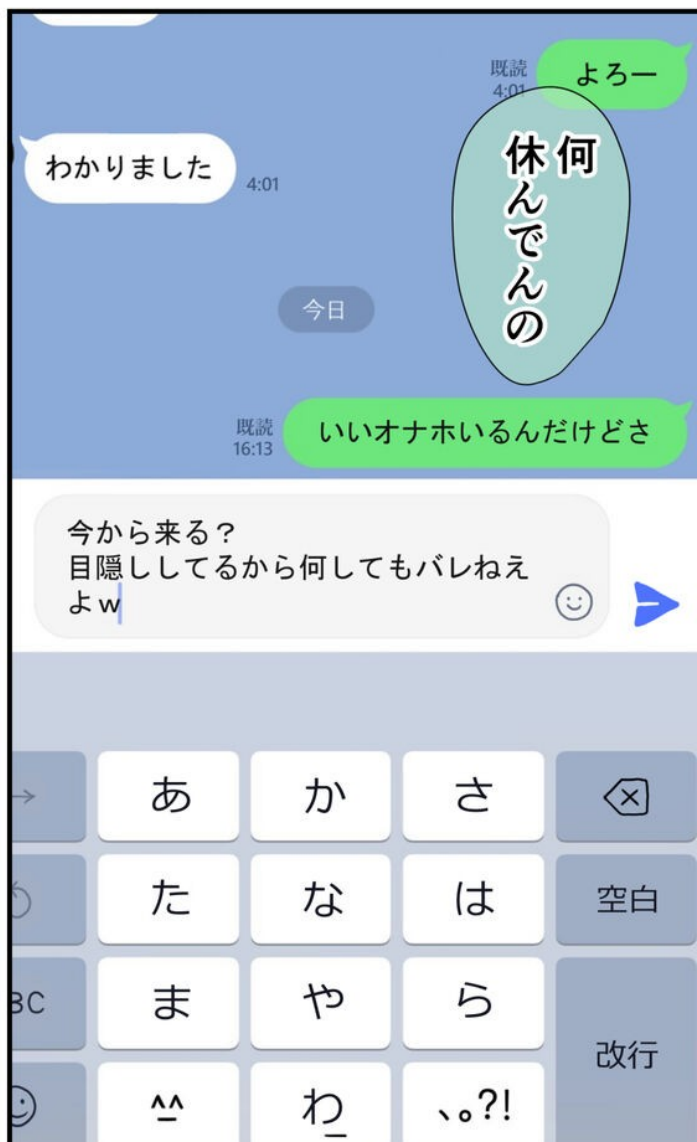 よろー
既読
4:01
何
休んでんの
わかりました
4:01
今日
いいオナホいるんだけどさ
既読
16:13
今から来る？
目隠ししてるから何してもバレねえ
よｗ
→
あ
か
さ
た
な
は
空白
BC
ま
や
ら
改行
^^
わ
､｡?!